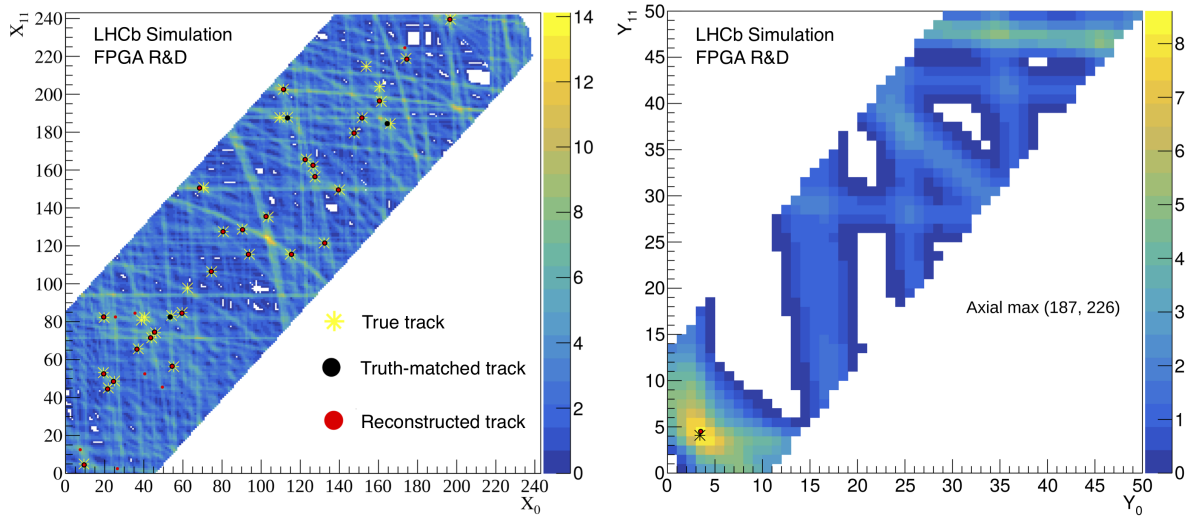 LHCb Simulation
FPGA R&D
X₁₁
240
220
200
180
160
140
120
100
80
60
40
20
0
0 20 40 60 80 100 120 140 160 180 200 220 240
X₀
True track
Truth-matched track
Reconstructed track
14
12
10
8
6
4
2
0
LHCb Simulation
FPGA R&D
Y₁₁
50
45
40
35
30
25
20
15
10
5
0
0 5 10 15 20 25 30 35 40 45 50
Y₀
Axial max (187, 226)
8
7
6
5
4
3
2
1
0